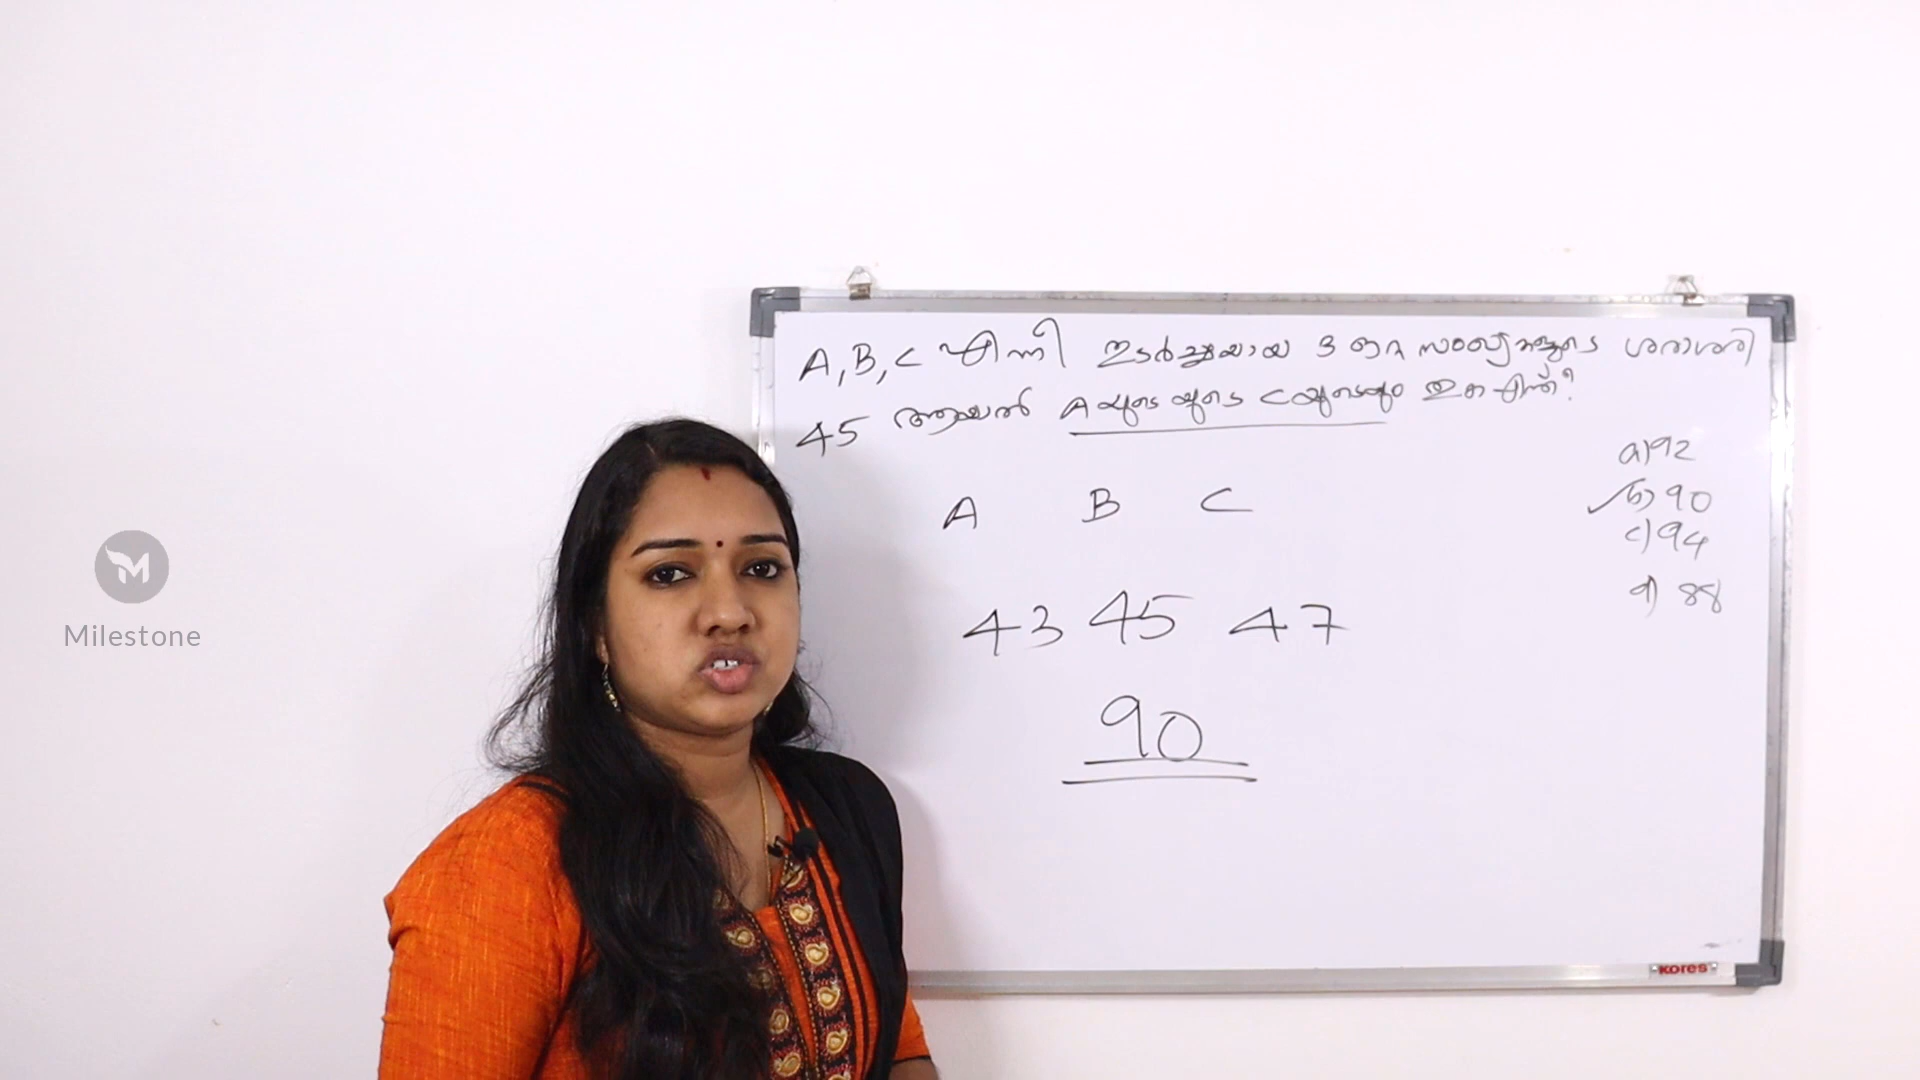 A, B, C എന്നീ തുടർച്ചയായ 3 ഒറ്റ സംഖ്യകളുടെ ശരാശരി
45 ആയാൽ A യുടെ യുടെ C യുടെയും തുക എന്ത്?
a) 92
b) 90
c) 94
d) 88
A B C
43 45 47
90
Milestone
kores